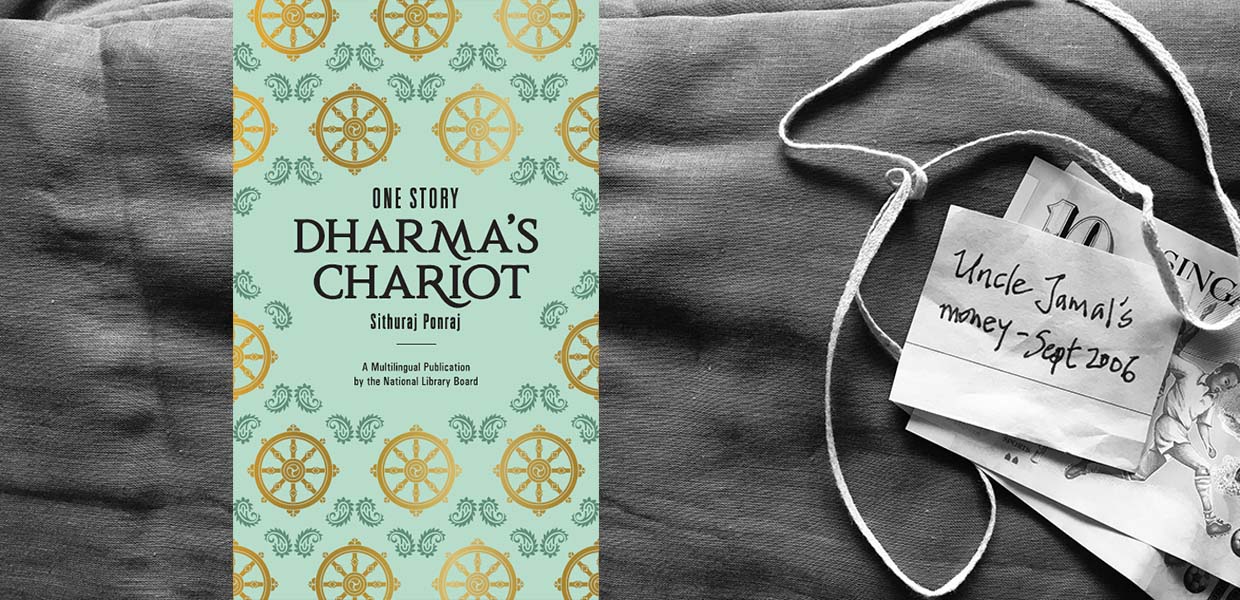 ONE STORY
DHARMA'S
CHARIOT
Sithuraj Ponraj
A Multilingual Publication
by the National Library Board
Uncle Jamal's
money - Sept 2006
10
SING